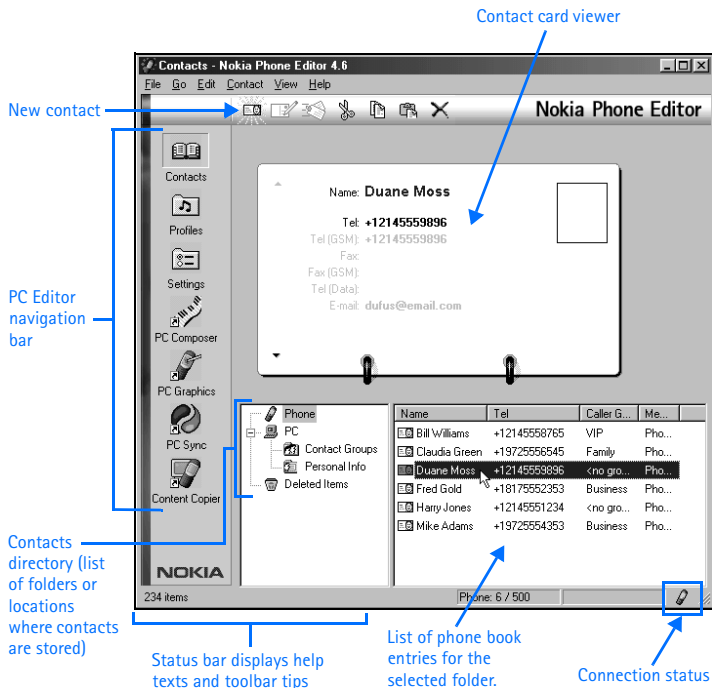 Contact card viewer
Contacts - Nokia Phone Editor 4.6
File Go Edit Contact View Help
New contact
Nokia Phone Editor
Contacts
Profiles
Settings
PC Composer
PC Graphics
PC Sync
Content Copier
NOKIA
PC Editor
navigation
bar
Name: Duane Moss
Tel: +12145559896
Tel (GSM): +12145559896
Fax:
Fax (GSM):
Tel (Data):
E-mail: dufus@email.com
Phone
PC
Contact Groups
Personal Info
Deleted Items
Name Tel Caller G... Me...
Bill Williams +12145558765 VIP Pho...
Claudia Green +19725556545 Family Pho...
Duane Moss +12145559896 <no gro... Pho...
Fred Gold +18175552353 Business Pho...
Harry Jones +12145551234 <no gro... Pho...
Mike Adams +19725554353 Business Pho...
234 items
Phone: 6 / 500
Contacts
directory (list
of folders or
locations
where contacts
are stored)
Status bar displays help
texts and toolbar tips
List of phone book
entries for the
selected folder.
Connection status